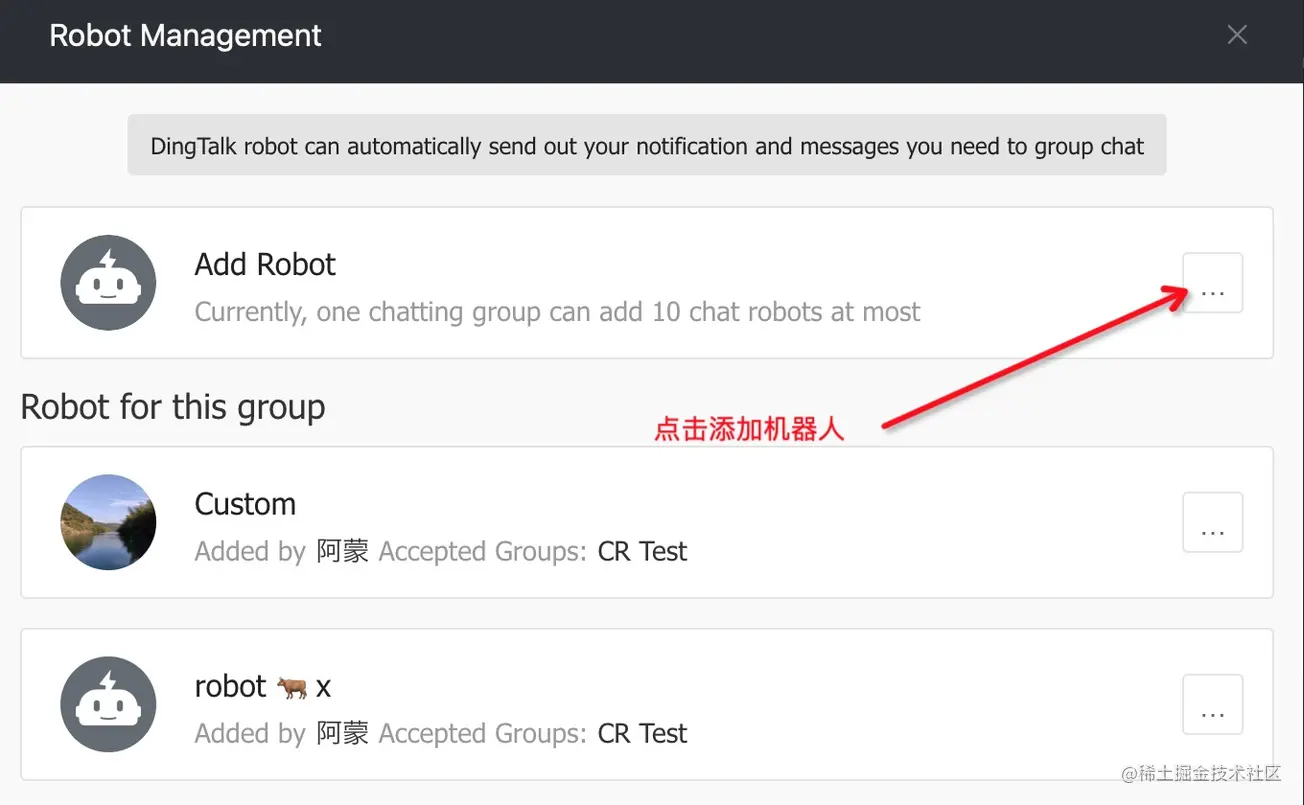 Robot Management
DingTalk robot can automatically send out your notification and messages you need to group chat
Add Robot
Currently, one chatting group can add 10 chat robots at most
...
Robot for this group
点击添加机器人
Custom
Added by 阿蒙 Accepted Groups: CR Test
...
robot 🐂 x
Added by 阿蒙 Accepted Groups: CR Test
...
@稀土掘金技术社区